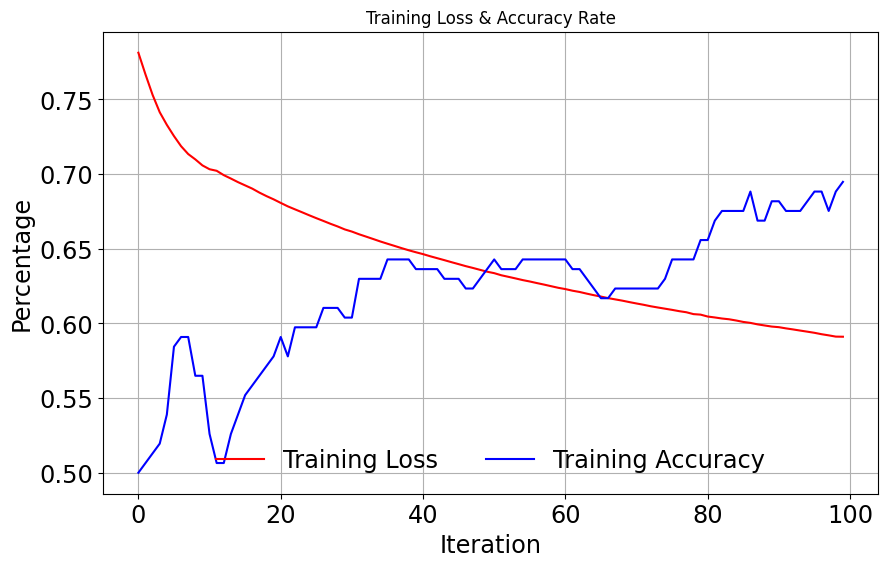 Training Loss & Accuracy Rate
0.75
0.70
0.65
0.60
0.55
0.50
Percentage
Training Loss Training Accuracy
0 20 40 60 80 100
Iteration